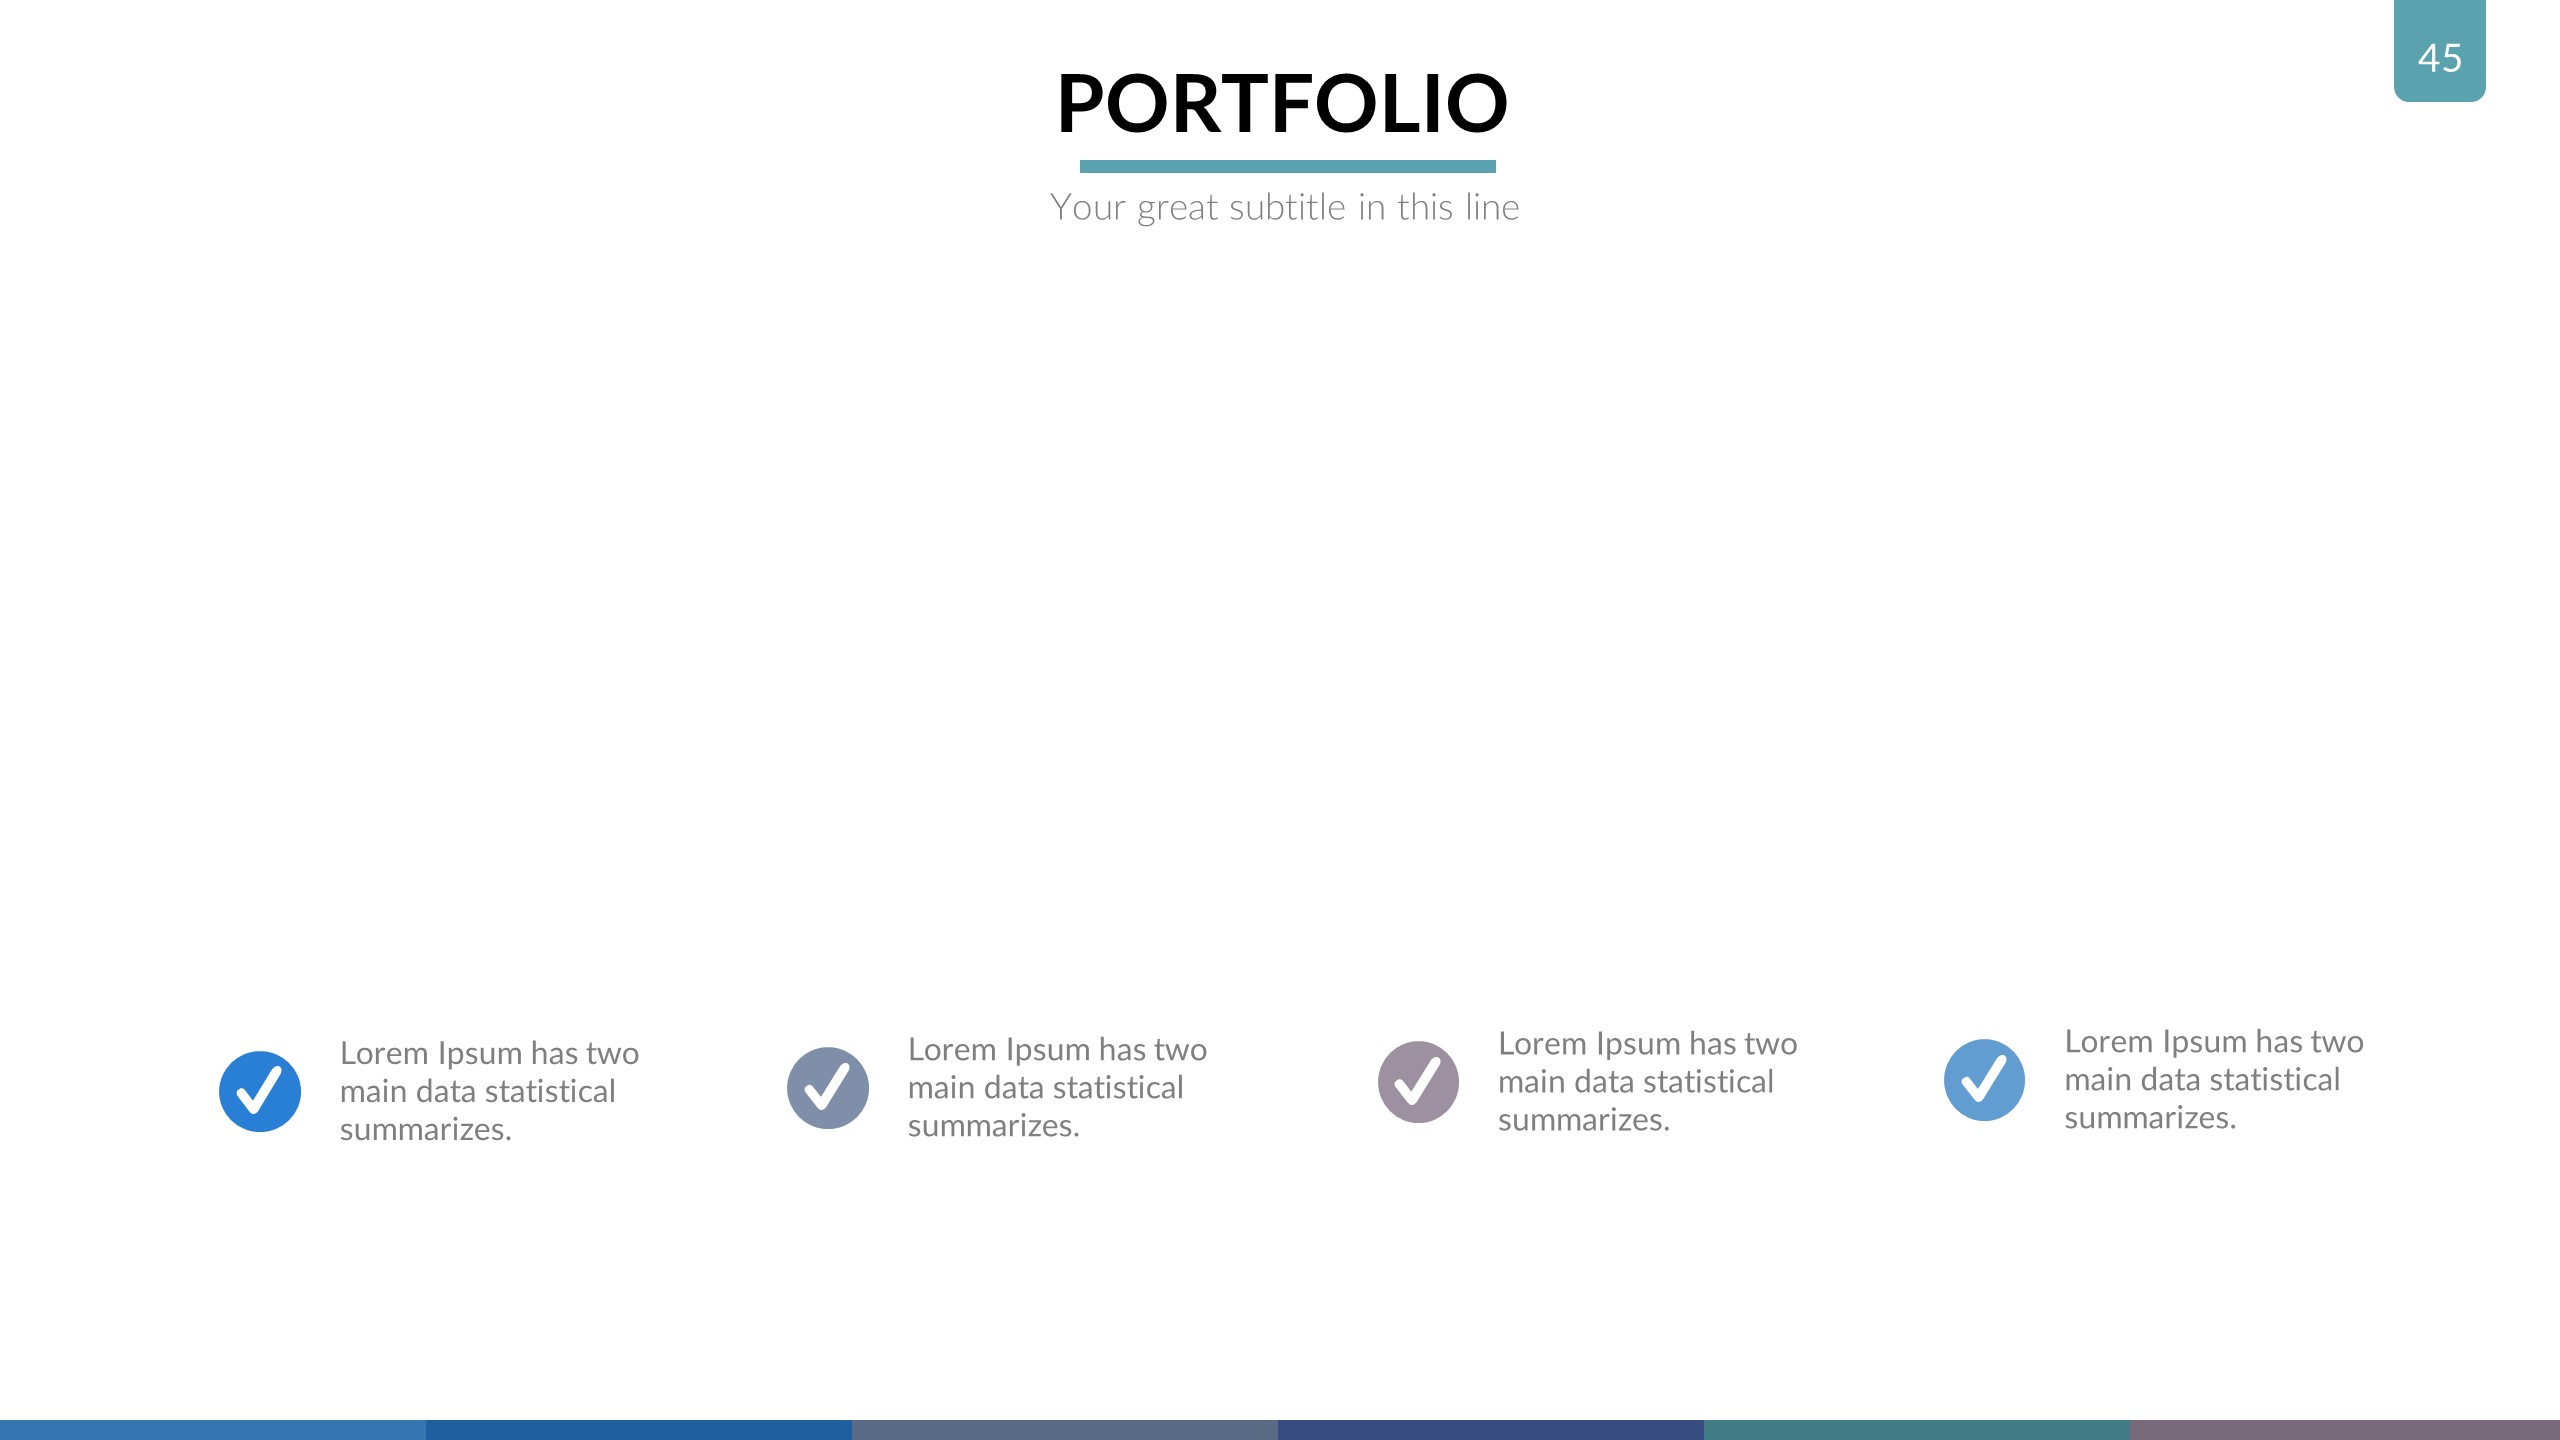 45
PORTFOLIO
Your great subtitle in this line
Lorem Ipsum has two
main data statistical
summarizes.
Lorem Ipsum has two
main data statistical
summarizes.
Lorem Ipsum has two
main data statistical
summarizes.
Lorem Ipsum has two
main data statistical
summarizes.